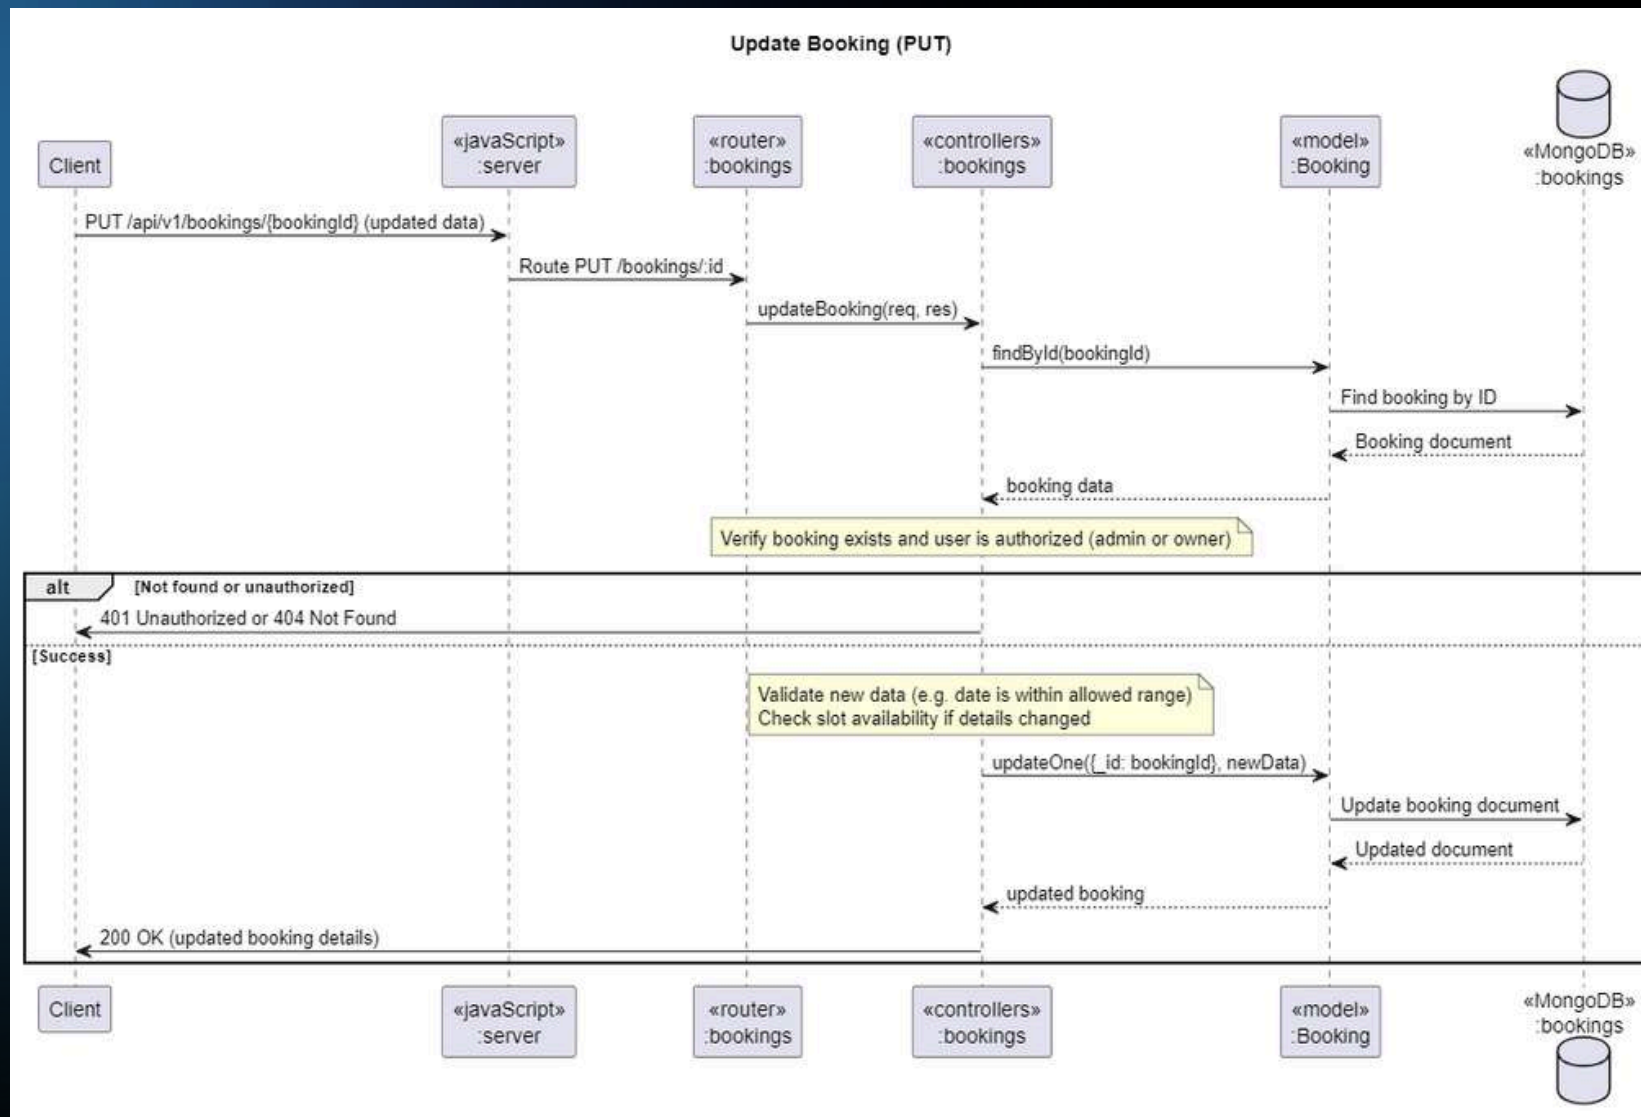 Update Booking (PUT)
Client
«javaScript»
:server
«router»
:bookings
«controllers»
:bookings
«model»
:Booking
«MongoDB»
:bookings
PUT /api/v1/bookings/{bookingId} (updated data)
Route PUT /bookings/:id
updateBooking(req, res)
findById(bookingId)
Find booking by ID
Booking document
booking data
Verify booking exists and user is authorized (admin or owner)
alt
[Not found or unauthorized]
401 Unauthorized or 404 Not Found
[Success]
Validate new data (e.g. date is within allowed range)
Check slot availability if details changed
updateOne({_id: bookingId}, newData)
Update booking document
Updated document
updated booking
200 OK (updated booking details)
Client
«javaScript»
:server
«router»
:bookings
«controllers»
:bookings
«model»
:Booking
«MongoDB»
:bookings